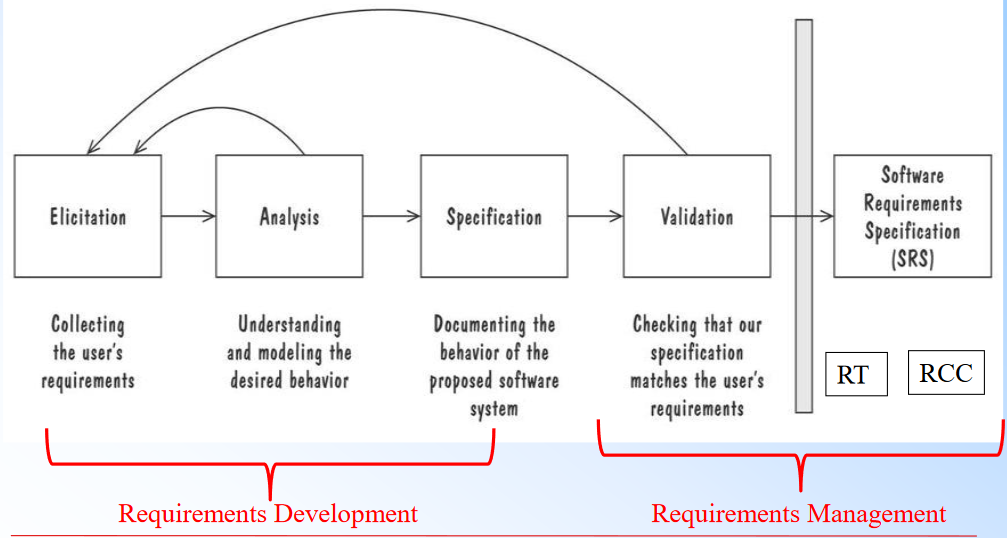 Elicitation
Analysis
Specification
Validation
Software
Requirements
Specification
(SRS)
Collecting
the user's
requirements
Understanding
and modeling the
desired behavior
Documenting the
behavior of the
proposed software
system
Checking that our
specification
matches the user's
requirements
RT
RCC
Requirements Development
Requirements Management